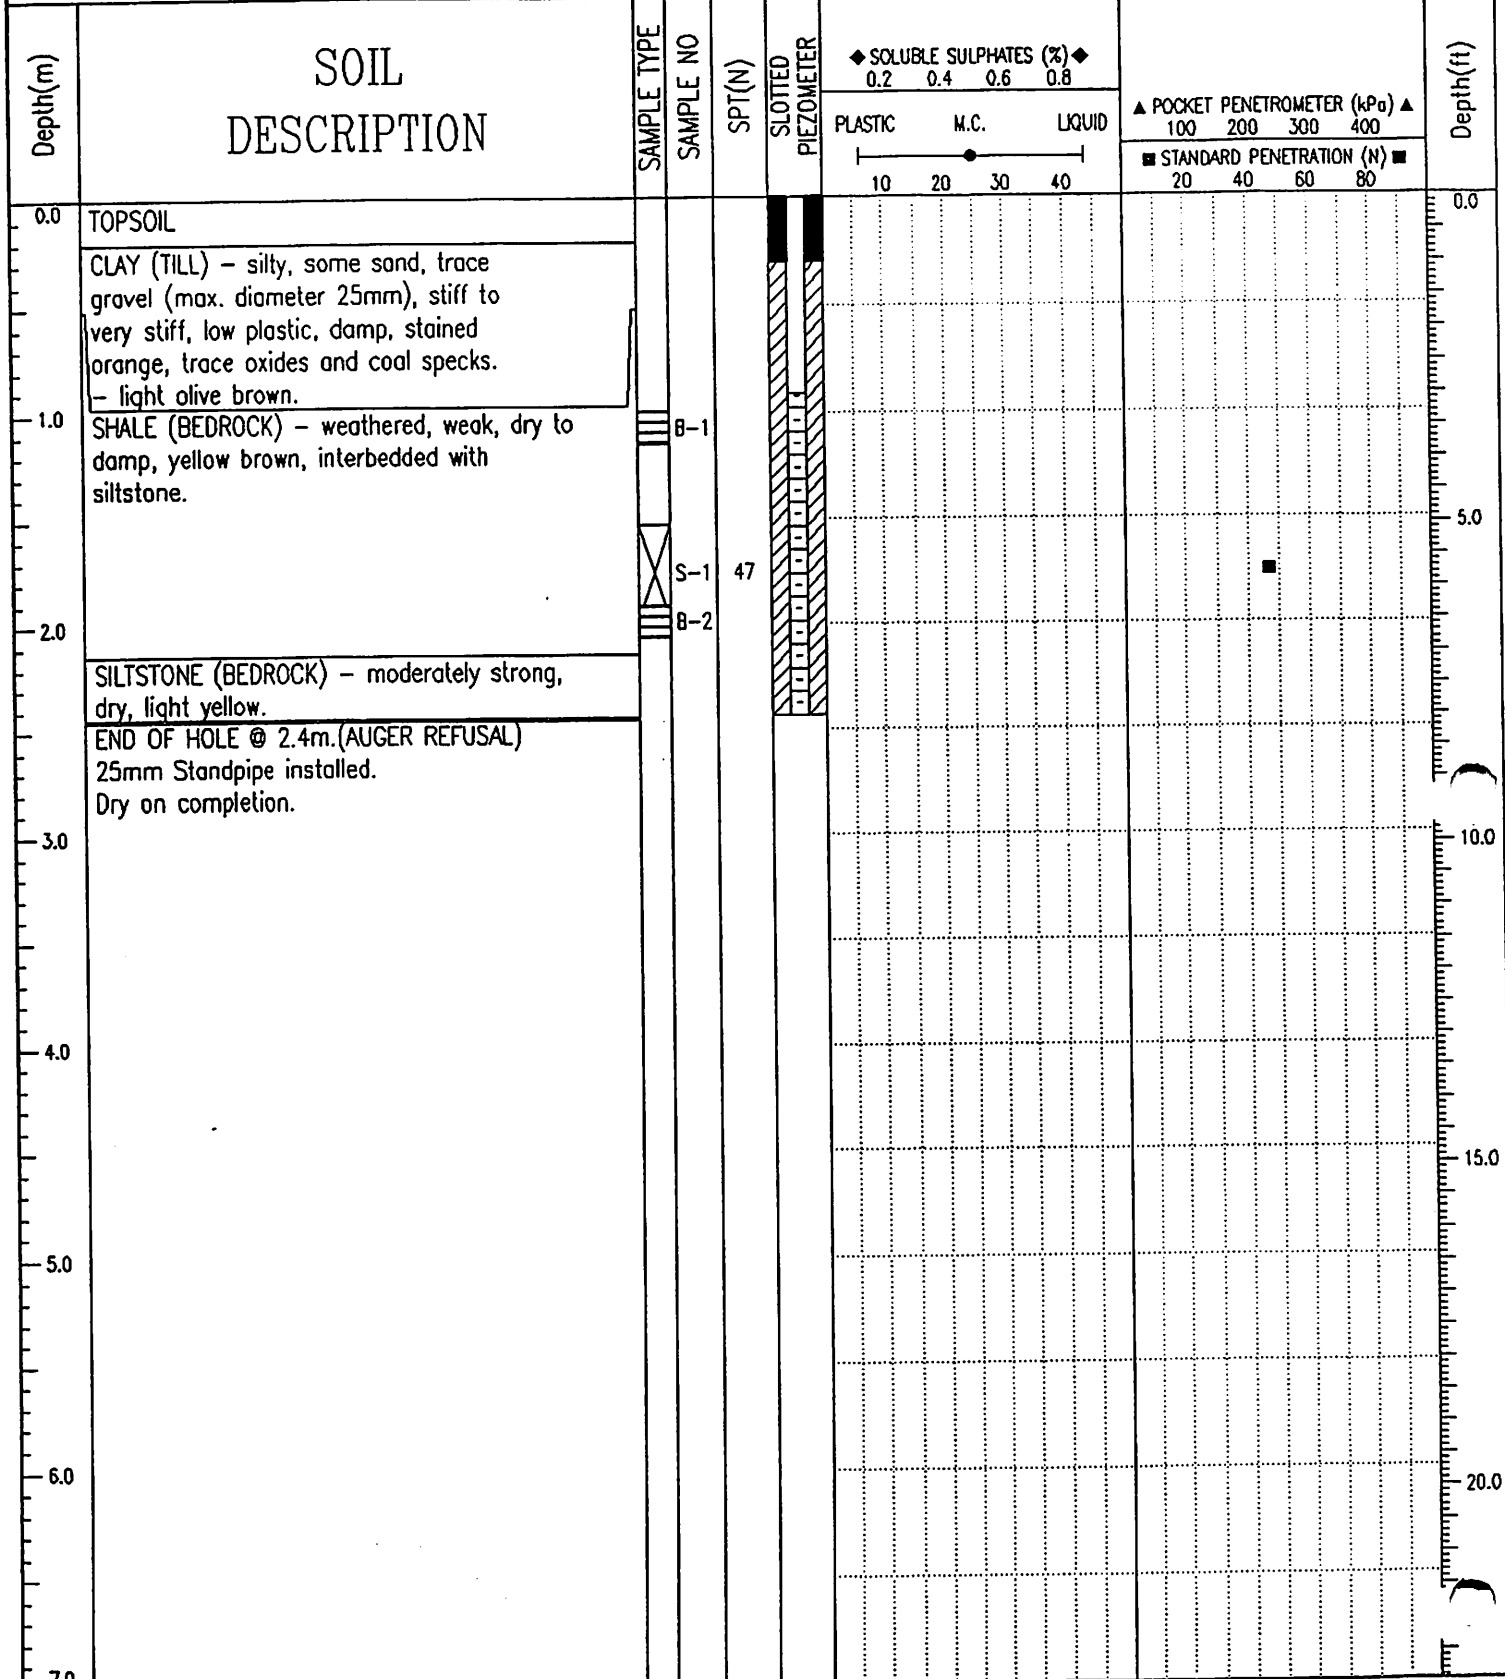 Depth(m)
SOIL
DESCRIPTION
SAMPLE TYPE
SAMPLE NO
SPT(N)
SLOTTED
PIEZOMETER
◆ SOLUBLE SULPHATES (%) ◆
0.2 0.4 0.6 0.8
PLASTIC M.C. LIQUID
10 20 30 40
▲ POCKET PENETROMETER (kPa) ▲
100 200 300 400
■ STANDARD PENETRATION (N) ■
20 40 60 80
Depth(ft)
0.0
TOPSOIL
0.0
CLAY (TILL) – silty, some sand, trace
gravel (max. diameter 25mm), stiff to
very stiff, low plastic, damp, stained
orange, trace oxides and coal specks.
– light olive brown.
1.0
SHALE (BEDROCK) – weathered, weak, dry to
damp, yellow brown, interbedded with
siltstone.
B-1
5.0
S-1 47
B-2
2.0
SILTSTONE (BEDROCK) – moderately strong,
dry, light yellow.
END OF HOLE @ 2.4m.(AUGER REFUSAL)
25mm Standpipe installed.
Dry on completion.
3.0
10.0
4.0
15.0
5.0
6.0
20.0
7.0